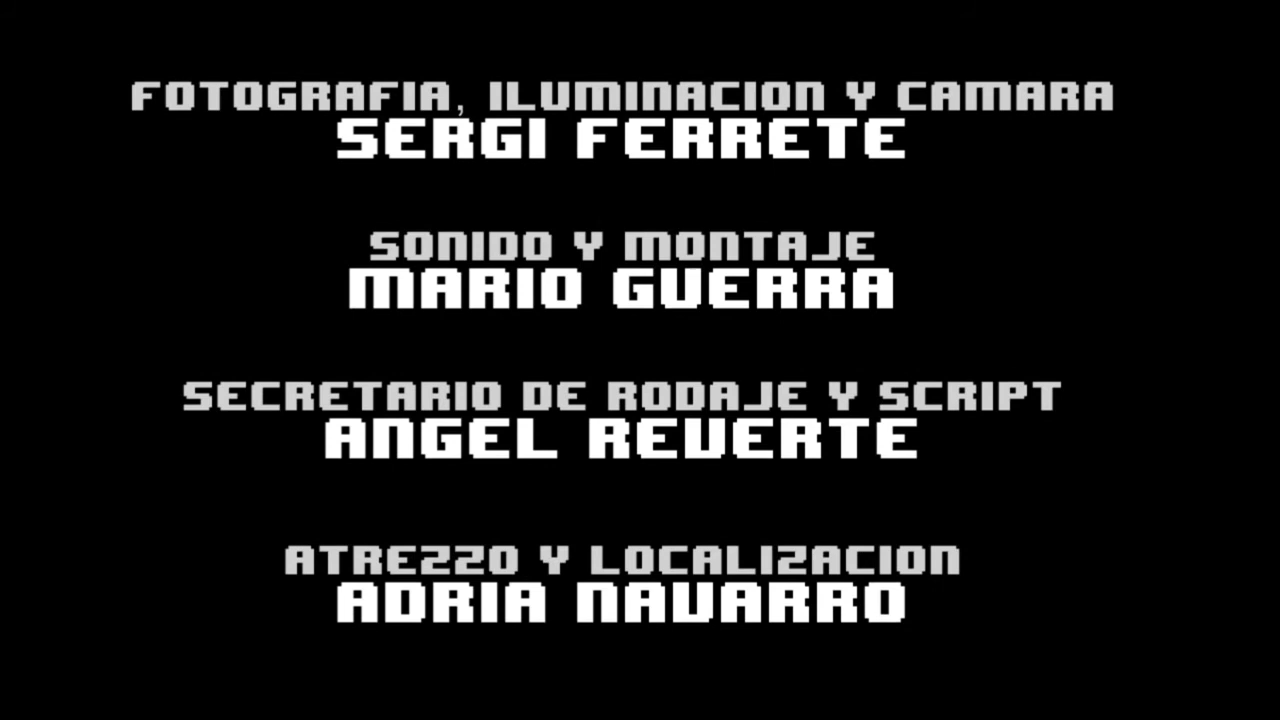 FOTOGRAFIA, ILUMINACION Y CAMARA
SERGI FERRETE
SONIDO Y MONTAJE
MARIO GUERRA
SECRETARIO DE RODAJE Y SCRIPT
ANGEL REVERTE
ATREZZO Y LOCALIZACION
ADRIA NAVARRO